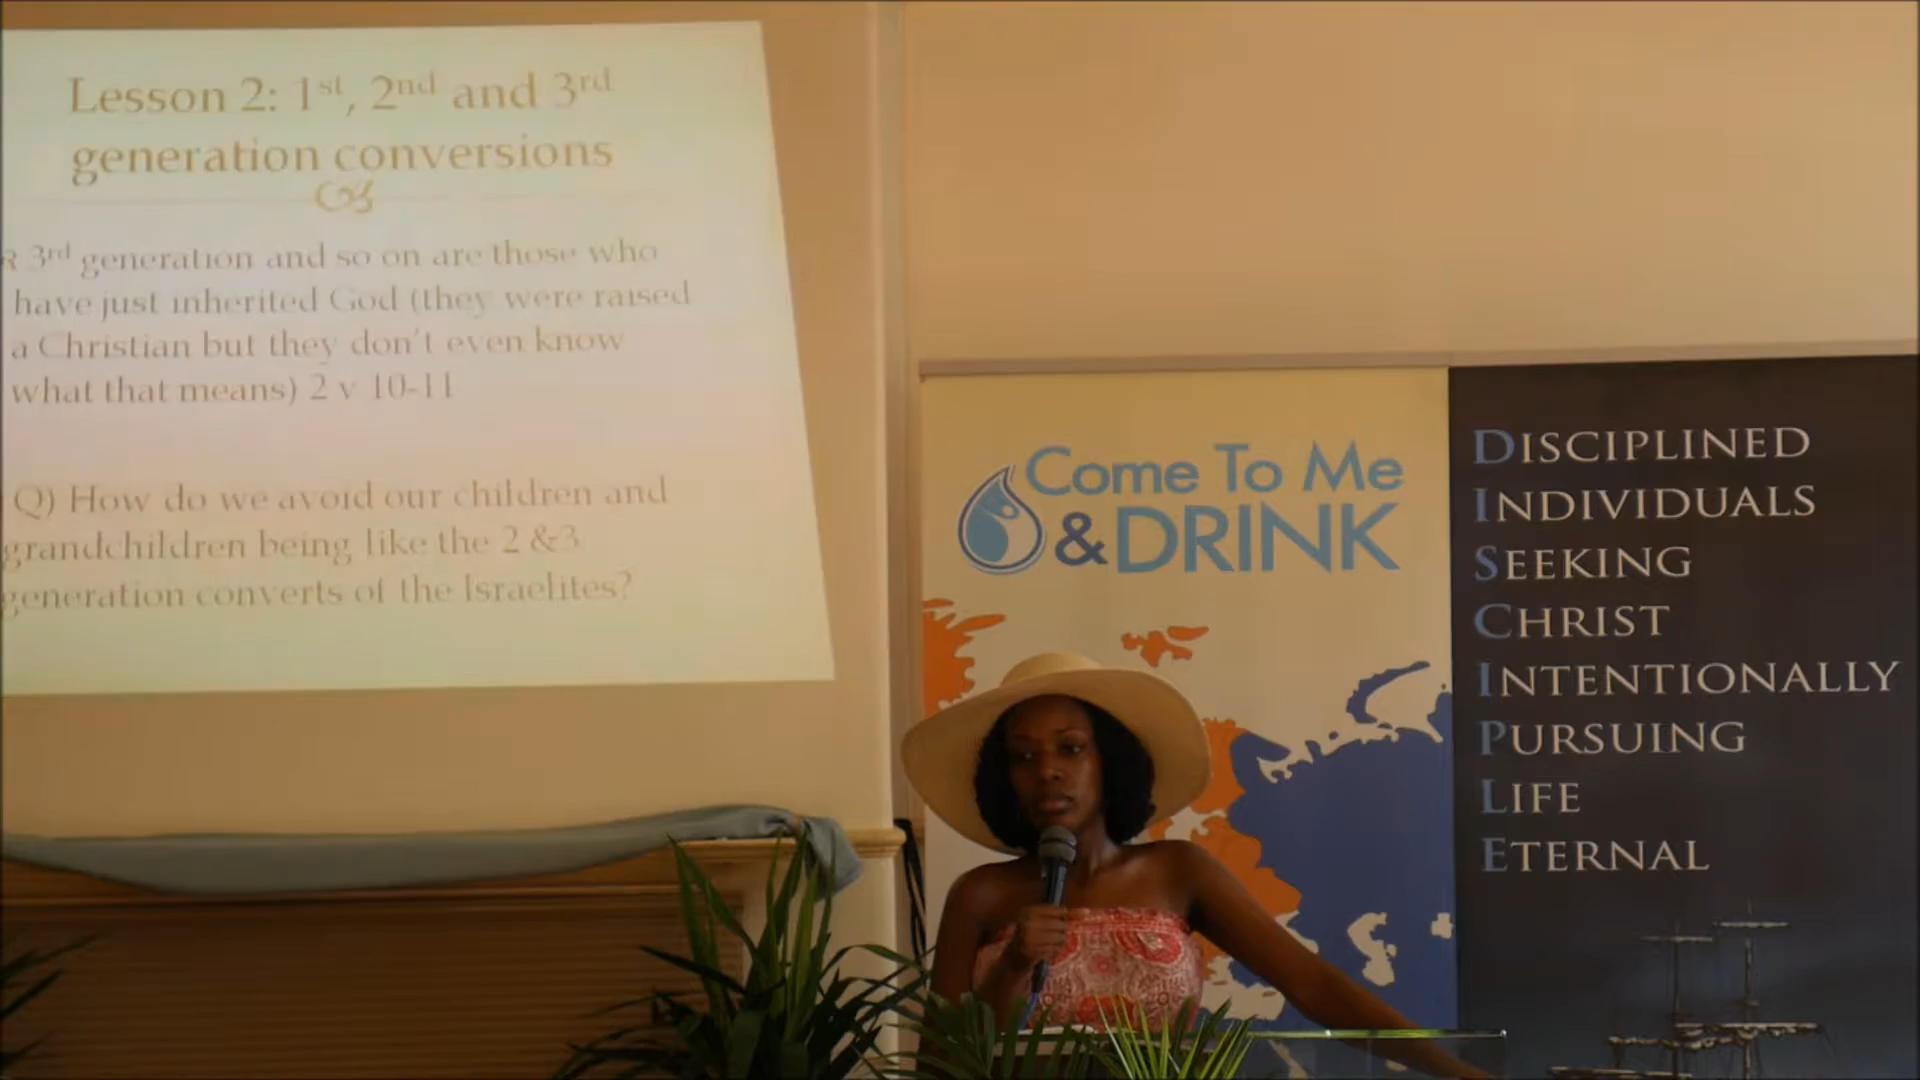 Lesson 2: 1st, 2nd and 3rd
generation conversions
3rd generation and so on are those who
have just inherited God (they were raised
a Christian but they don't even know
what that means) 2 v 10-11
Q) How do we avoid our children and
grandchildren being like the 2 &3
generation converts of the Israelites?
Come To Me
& DRINK
DISCIPLINED
INDIVIDUALS
SEEKING
CHRIST
INTENTIONALLY
PURSUING
LIFE
ETERNAL